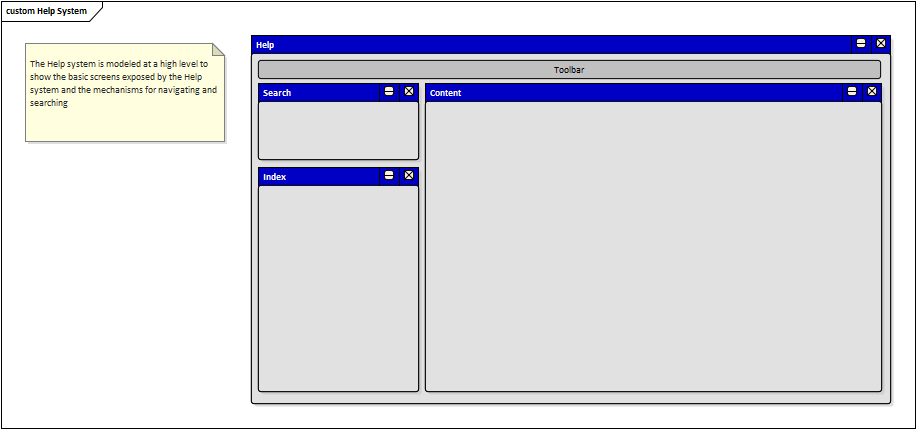 custom Help System
The Help system is modeled at a high level to
show the basic screens exposed by the Help
system and the mechanisms for navigating and
searching
Help
Toolbar
Search
Content
Index